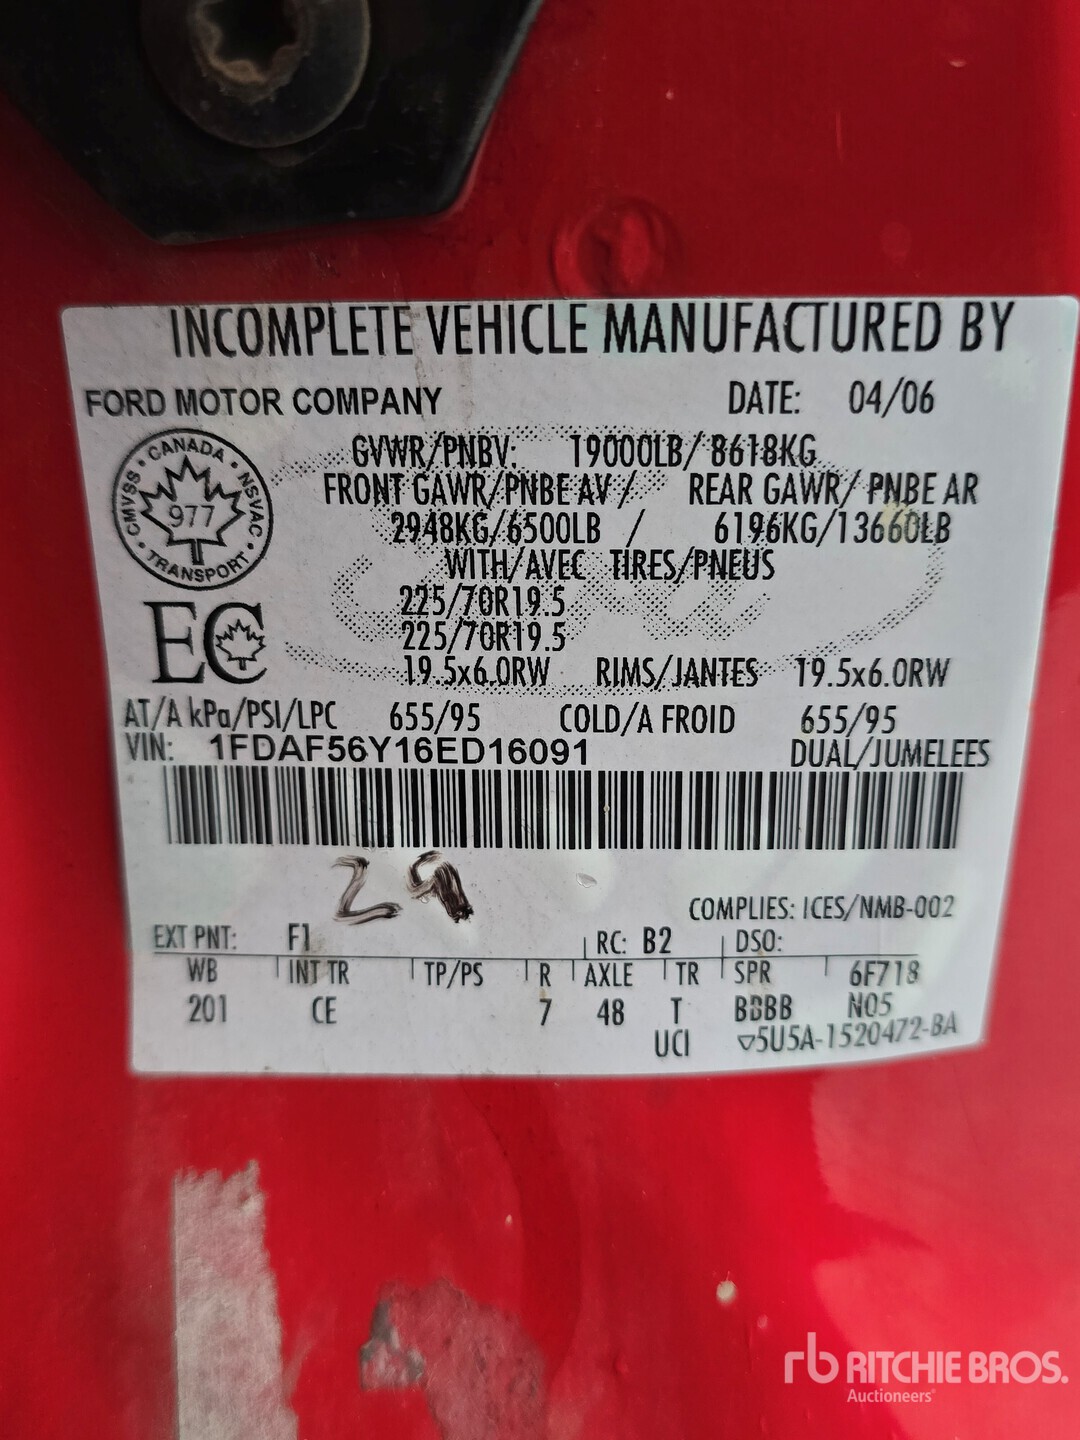 INCOMPLETE VEHICLE MANUFACTURED BY
FORD MOTOR COMPANY DATE: 04/06
GVWR/PNBV: 19000LB/ 8618KG
FRONT GAWR/PNBE AV / REAR GAWR/ PNBE AR
2948KG/6500LB / 6196KG/13660LB
WITH/AVEC TIRES/PNEUS
225/70R19.5
225/70R19.5
19.5x6.0RW RIMS/JANTES 19.5x6.0RW
CANADA · NSVAC · TRANSPORT · CMVSS
977
EC
AT/A kPa/PSI/LPC 655/95 COLD/A FROID 655/95
VIN: 1FDAF56Y16ED16091 DUAL/JUMELEES
29
COMPLIES: ICES/NMB-002
EXT PNT: F1 RC: B2 DSO:
WB INT TR TP/PS R AXLE TR SPR 6F718
201 CE 7 48 T BBBB N05
UCI ▽5U5A-1520472-BA
rb RITCHIE BROS.
Auctioneers